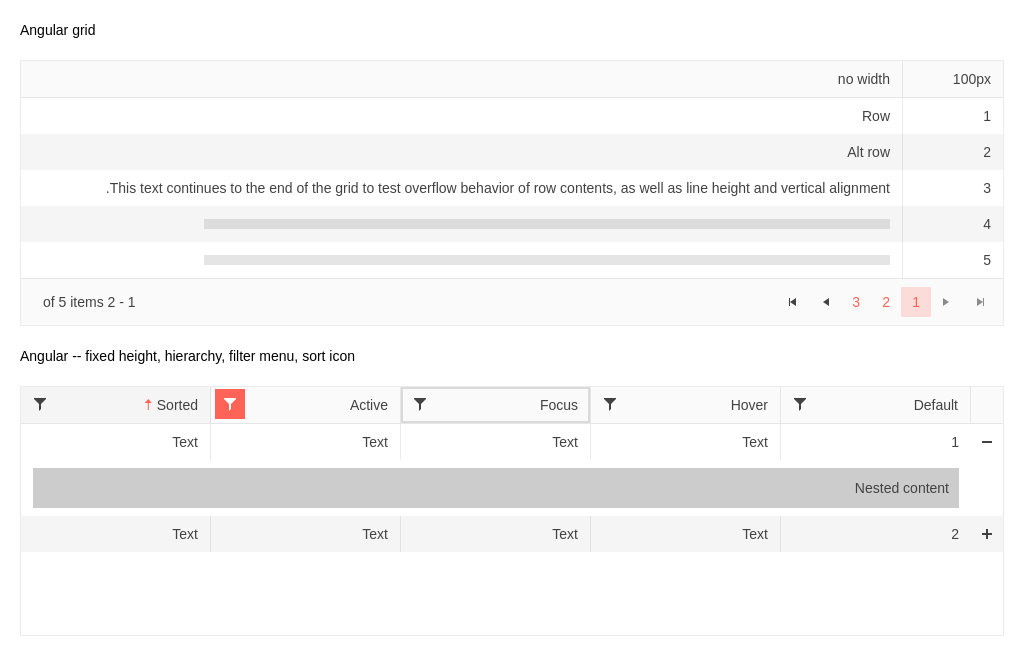 Angular grid
no width 100px
Row 1
Alt row 2
.This text continues to the end of the grid to test overflow behavior of row contents, as well as line height and vertical alignment 3
4
5
of 5 items 2 - 1 3 2 1
Angular -- fixed height, hierarchy, filter menu, sort icon
Sorted Active Focus Hover Default
Text Text Text Text 1
Nested content
Text Text Text Text 2